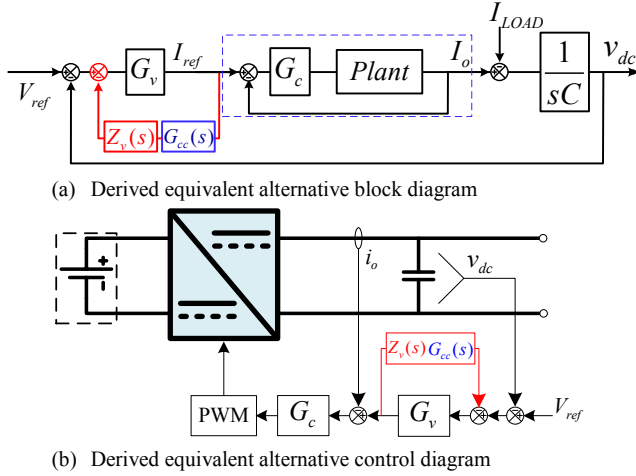 I_LOAD
V_ref G_v I_ref G_c Plant I_o 1/sC v_dc
Z_v(s) G_cc(s)
(a) Derived equivalent alternative block diagram
+
-
i_o v_dc
Z_v(s) G_cc(s)
PWM G_c G_v V_ref
(b) Derived equivalent alternative control diagram